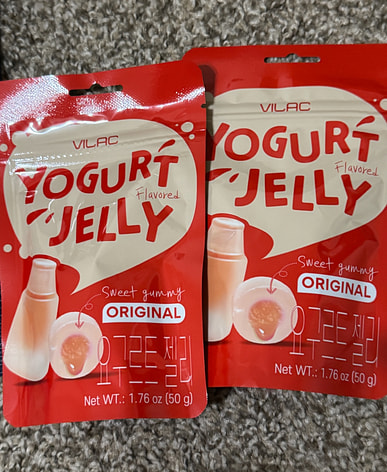 VILAC
YOGURT
Flavored
JELLY
Sweet gummy
ORIGINAL
요구르트 젤리
Net WT.: 1.76 oz (50 g)
VILAC
YOGURT
Flavored
JELLY
Sweet gummy
ORIGINAL
요구르트 젤리
Net WT.: 1.76 oz (50 g)